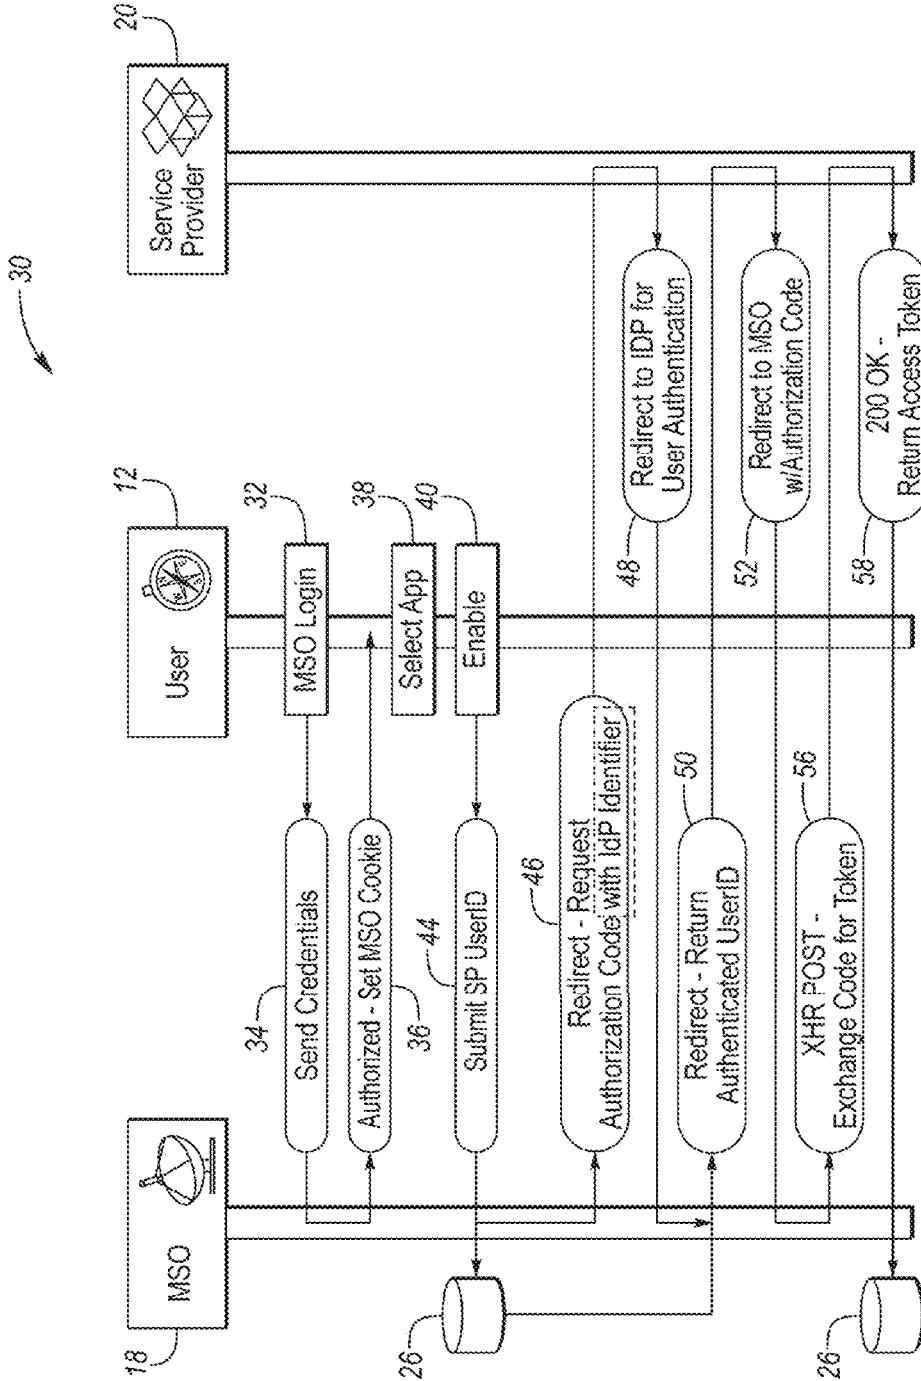 30
18
MSO
12
User
20
Service
Provider
MSO Login
32
34
Send Credentials
Authorized - Set MSO Cookie
36
Select App
38
Enable
40
44
Submit SP UserID
26
46
Redirect - Request
Authorization Code with IdP Identifier
Redirect to IDP for
User Authentication
48
Redirect - Return
Authenticated UserID
50
Redirect to MSO
w/Authorization Code
52
XHR POST -
Exchange Code for Token
56
200 OK -
Return Access Token
58
26